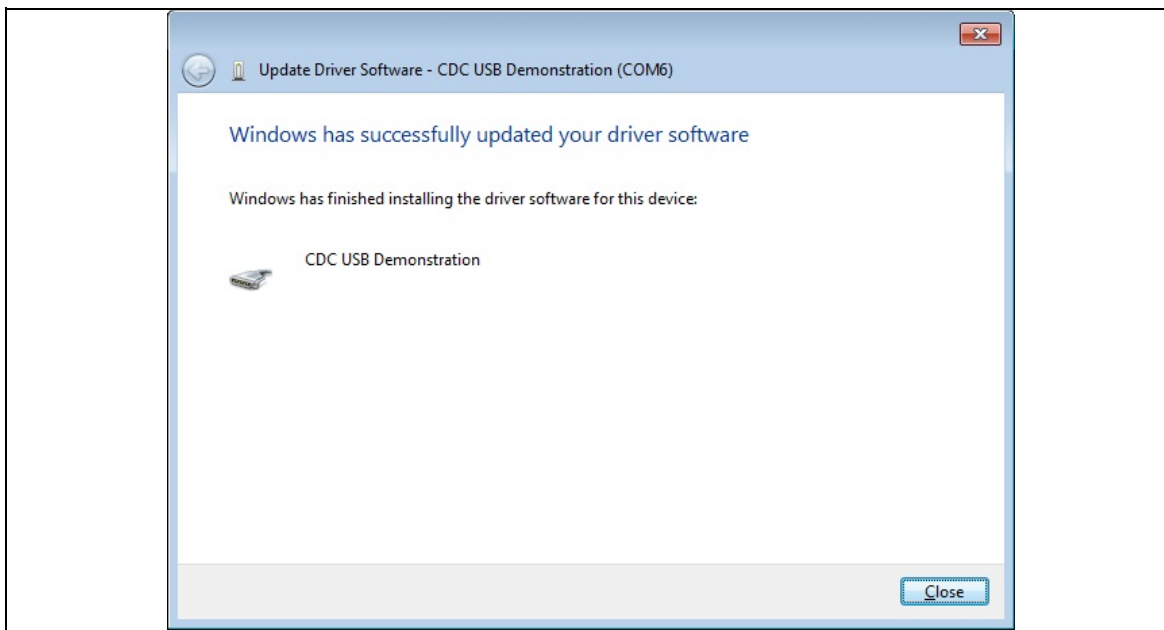 Update Driver Software - CDC USB Demonstration (COM6)
Windows has successfully updated your driver software
Windows has finished installing the driver software for this device:
CDC USB Demonstration
Close